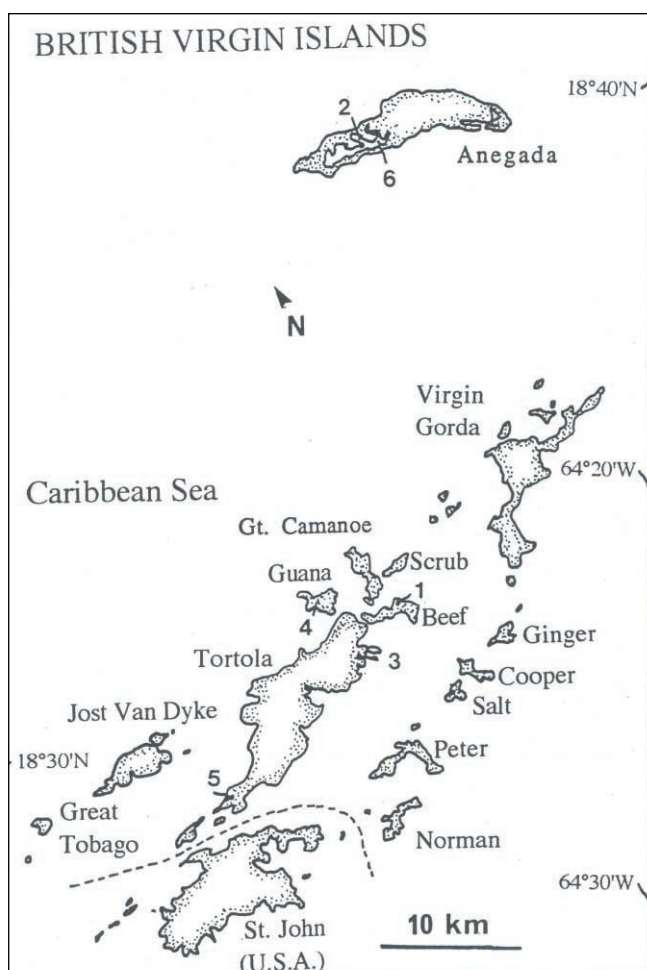 BRITISH VIRGIN ISLANDS
18°40'N
2
Anegada
6
N
Virgin
Gorda
64°20'W
Caribbean Sea
Gt. Camanoe
Scrub
Guana
1
4
Beef
Ginger
Tortola
3
Cooper
Salt
Jost Van Dyke
18°30'N
Peter
5
Great
Tobago
Norman
64°30'W
10 km
St. John
(U.S.A.)